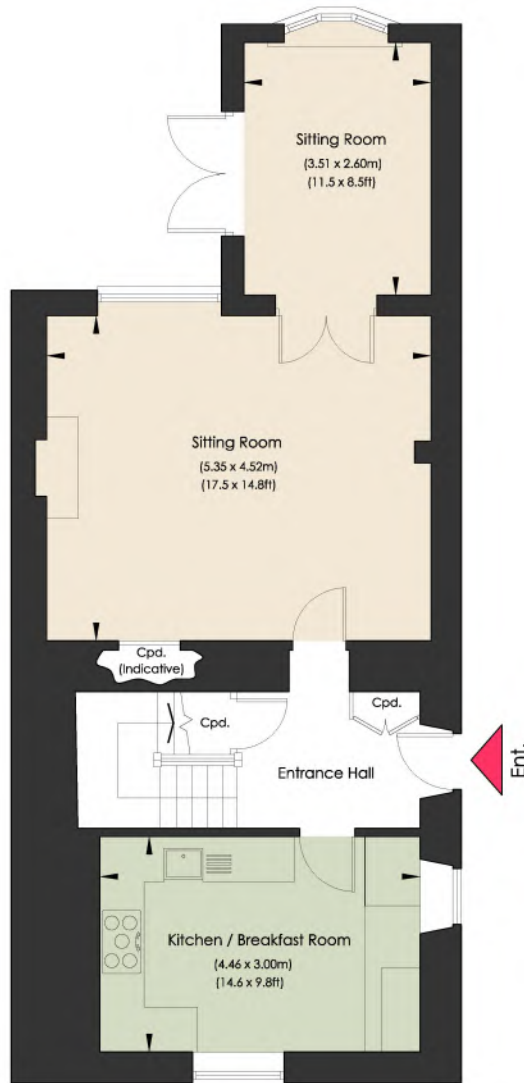 Sitting Room
(3.51 x 2.60m)
(11.5 x 8.5ft)
Sitting Room
(5.35 x 4.52m)
(17.5 x 14.8ft)
Cpd.
(Indicative)
Cpd.
Cpd.
Entrance Hall
Ent.
Kitchen / Breakfast Room
(4.46 x 3.00m)
(14.6 x 9.8ft)